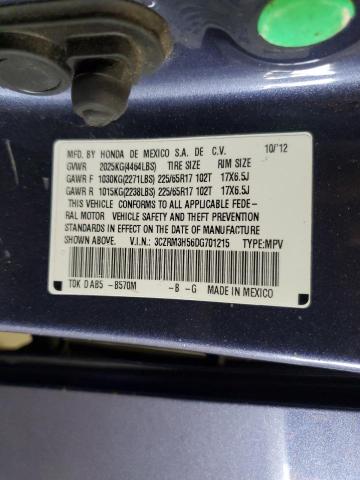 MFD. BY HONDA DE MEXICO S.A. DE C.V. 10/12
GVWR 2025KG(4464LBS) TIRE SIZE RIM SIZE
GAWR F 1030KG(2271LBS) 225/65R17 102T 17X6.5J
GAWR R 1015KG(2238LBS) 225/65R17 102T 17X6.5J
THIS VEHICLE CONFORMS TO ALL APPLICABLE FEDE-
RAL MOTOR VEHICLE SAFETY AND THEFT PREVENTION
STANDARDS IN EFFECT ON THE DATE OF MANUFACTURE
SHOWN ABOVE. V.I.N.: 3CZRM3H56DG701215 TYPE:MPV
TDK D AB5 -B570M -B -G MADE IN MEXICO